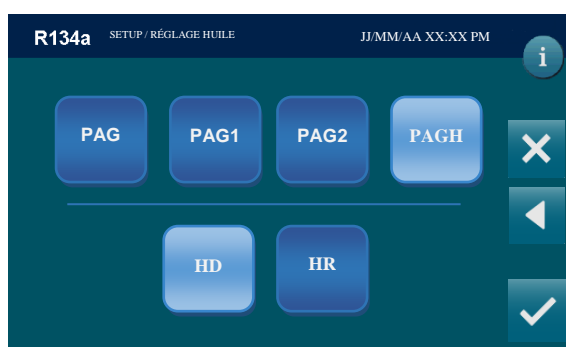 R134a SETUP / RÉGLAGE HUILE JJ/MM/AA XX:XX PM
i
PAG PAG1 PAG2 PAGH
HD HR